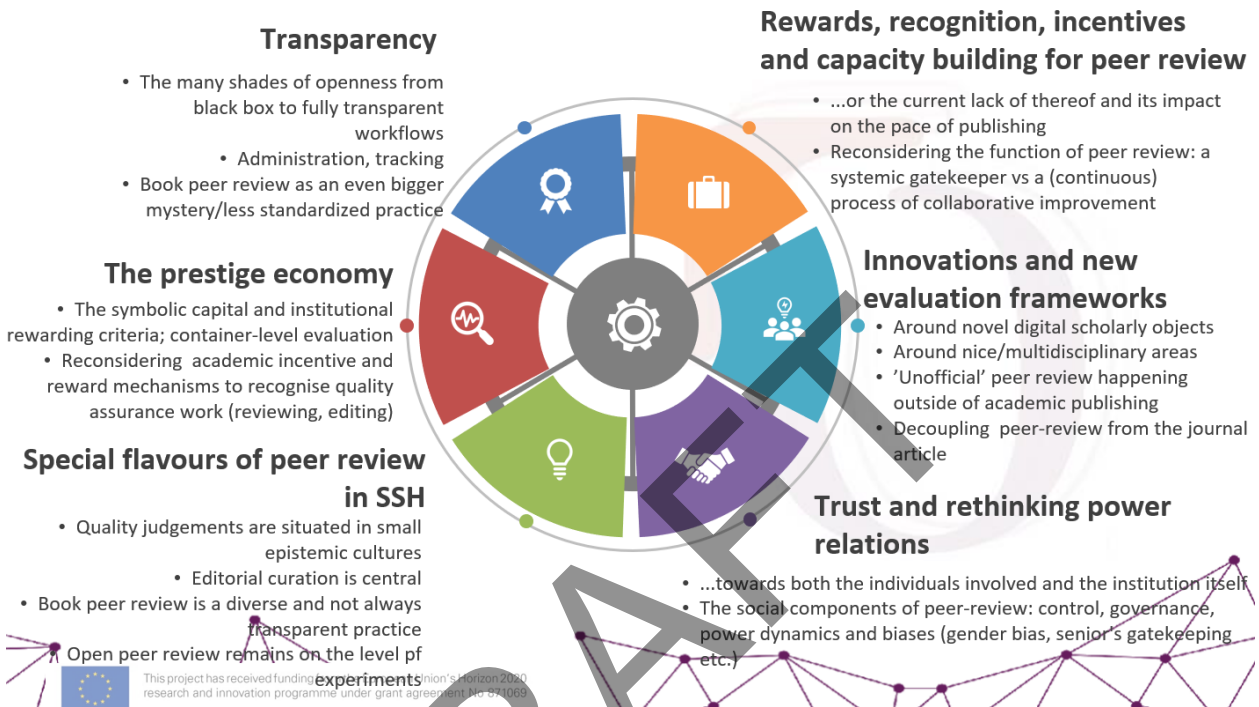 Transparency
• The many shades of openness from
black box to fully transparent
workflows
• Administration, tracking
• Book peer review as an even bigger
mystery/less standardized practice
The prestige economy
• The symbolic capital and institutional
rewarding criteria; container-level evaluation
• Reconsidering academic incentive and
reward mechanisms to recognise quality
assurance work (reviewing, editing)
Special flavours of peer review
in SSH
• Quality judgements are situated in small
epistemic cultures
• Editorial curation is central
• Book peer review is a diverse and not always
transparent practice
• Open peer review remains on the level pf
experiments
Rewards, recognition, incentives
and capacity building for peer review
• ...or the current lack of thereof and its impact
on the pace of publishing
• Reconsidering the function of peer review: a
systemic gatekeeper vs a (continuous)
process of collaborative improvement
Innovations and new
evaluation frameworks
• Around novel digital scholarly objects
• Around nice/multidisciplinary areas
• ’Unofficial’ peer review happening
outside of academic publishing
• Decoupling peer-review from the journal
article
Trust and rethinking power
relations
• ...towards both the individuals involved and the institution itself
• The social components of peer-review: control, governance,
power dynamics and biases (gender bias, senior's gatekeeping
etc.)
This project has received funding Union's Horizon 2020
research and innovation programme under grant agreement No 871069
DRAFT